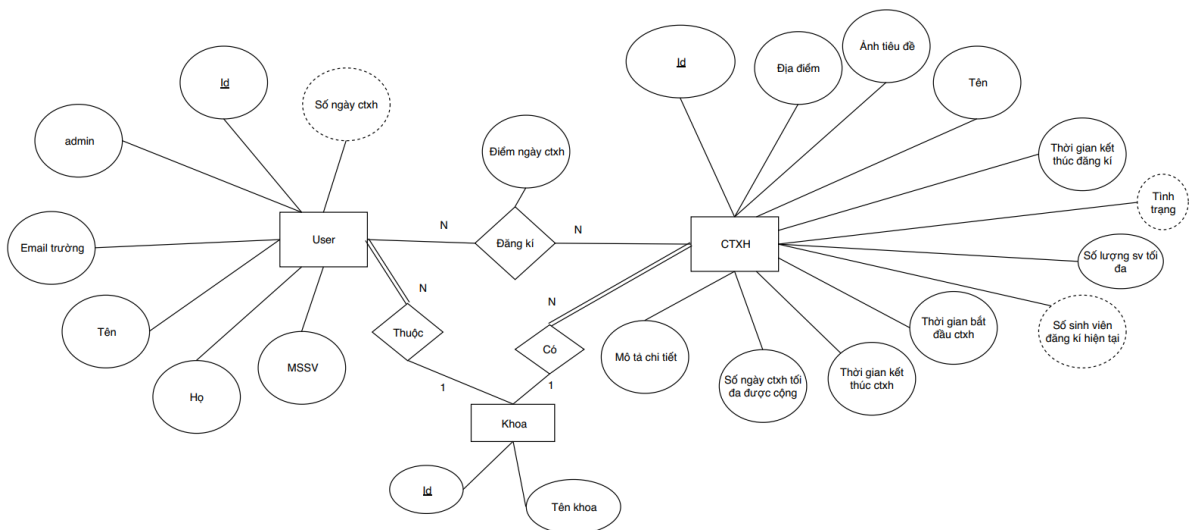 Id
Số ngày ctxh
admin
Email trường
Tên
Họ
MSSV
User
N
Đăng kí
N
Điểm ngày ctxh
N
Thuộc
1
N
Có
1
Khoa
Id
Tên khoa
CTXH
Id
Địa điểm
Ảnh tiêu đề
Tên
Thời gian kết
thúc đăng kí
Tình
trạng
Số lượng sv tối
đa
Số sinh viên
đăng kí hiện tại
Thời gian bắt
đầu ctxh
Thời gian kết
thúc ctxh
Số ngày ctxh tối
đa được cộng
Mô tả chi tiết